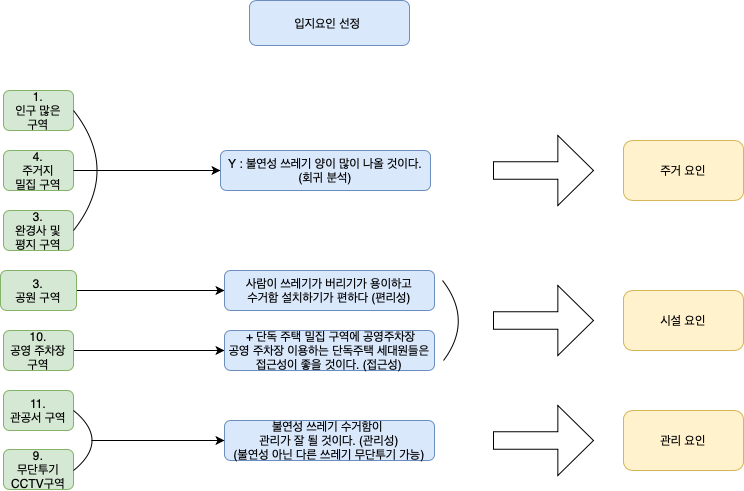 입지요인 선정
1.
인구 많은
구역
4.
주거지
밀집 구역
3.
완경사 및
평지 구역
Y : 불연성 쓰레기 양이 많이 나올 것이다.
(회귀 분석)
주거 요인
3.
공원 구역
사람이 쓰레기가 버리기가 용이하고
수거함 설치하기가 편하다 (편리성)
10.
공영 주차장
구역
+ 단독 주택 밀집 구역에 공영주차장
공영 주차장 이용하는 단독주택 세대원들은
접근성이 좋을 것이다. (접근성)
시설 요인
11.
관공서 구역
9.
무단투기
CCTV구역
불연성 쓰레기 수거함이
관리가 잘 될 것이다. (관리성)
(불연성 아닌 다른 쓰레기 무단투기 가능)
관리 요인